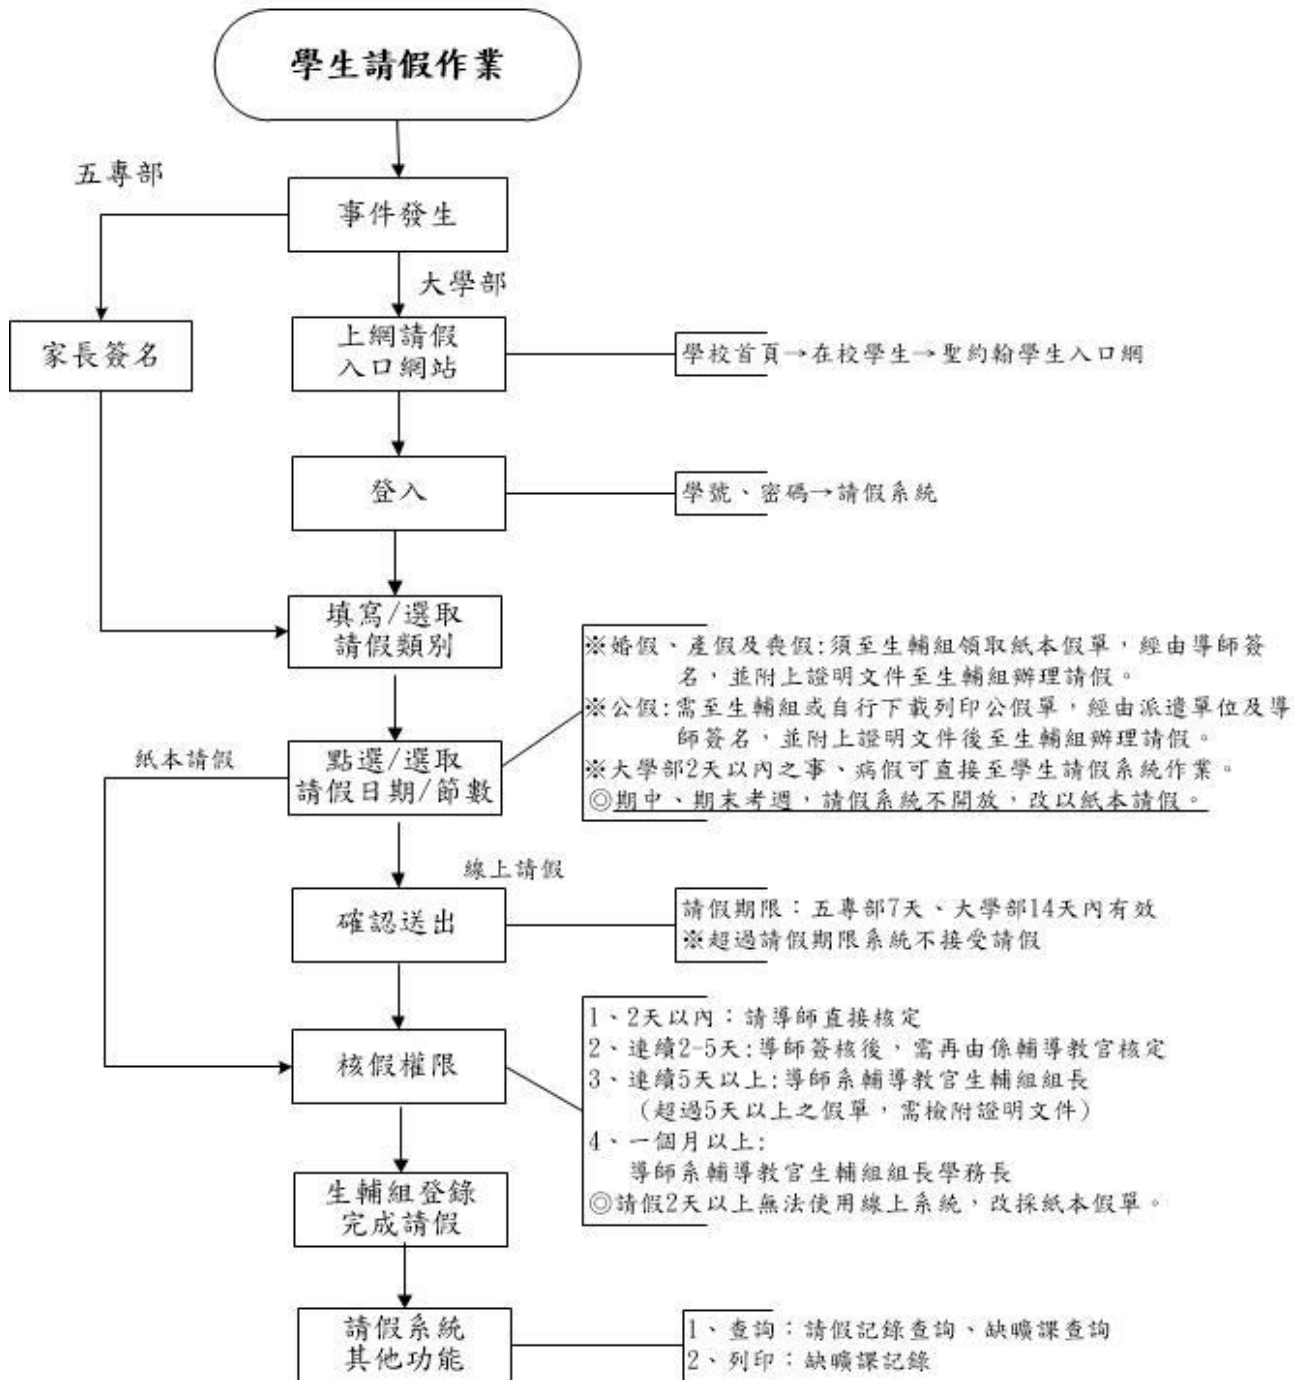 學生請假作業
五專部
事件發生
大學部
家長簽名
上網請假
入口網站
學校首頁→在校學生→聖約翰學生入口網
登入
學號、密碼→請假系統
填寫/選取
請假類別
※婚假、產假及喪假:須至生輔組領取紙本假單，經由導師簽
名，並附上證明文件至生輔組辦理請假。
※公假:需至生輔組或自行下載列印公假單，經由派遣單位及導
師簽名，並附上證明文件後至生輔組辦理請假。
※大學部2天以內之事、病假可直接至學生請假系統作業。
◎期中、期末考週，請假系統不開放，改以紙本請假。
紙本請假
點選/選取
請假日期/節數
線上請假
確認送出
請假期限：五專部7天、大學部14天內有效
※超過請假期限系統不接受請假
核假權限
1、2天以內：請導師直接核定
2、連續2-5天:導師簽核後，需再由係輔導教官核定
3、連續5天以上:導師系輔導教官生輔組組長
(超過5天以上之假單，需檢附證明文件)
4、一個月以上:
導師系輔導教官生輔組組長學務長
◎請假2天以上無法使用線上系統，改採紙本假單。
生輔組登錄
完成請假
請假系統
其他功能
1、查詢：請假記錄查詢、缺曠課查詢
2、列印：缺曠課記錄